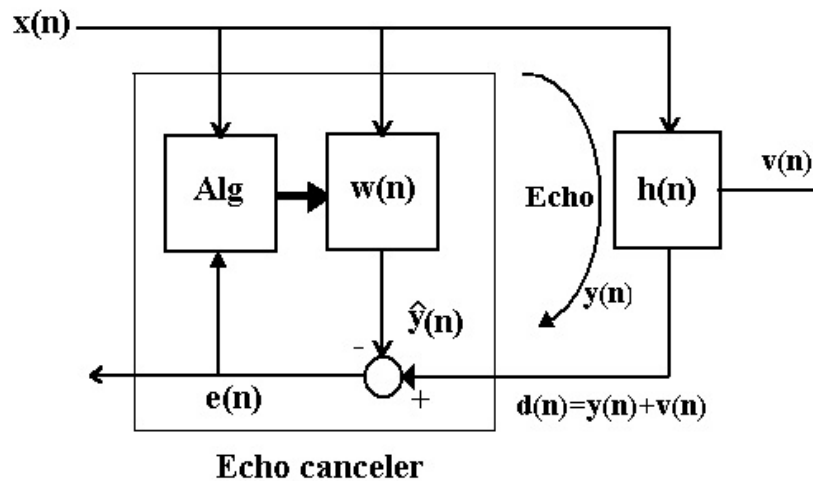 x(n)
v(n)
Alg
w(n)
Echo
h(n)
y(n)
ŷ(n)
-
+
e(n)
d(n)=y(n)+v(n)
Echo canceler